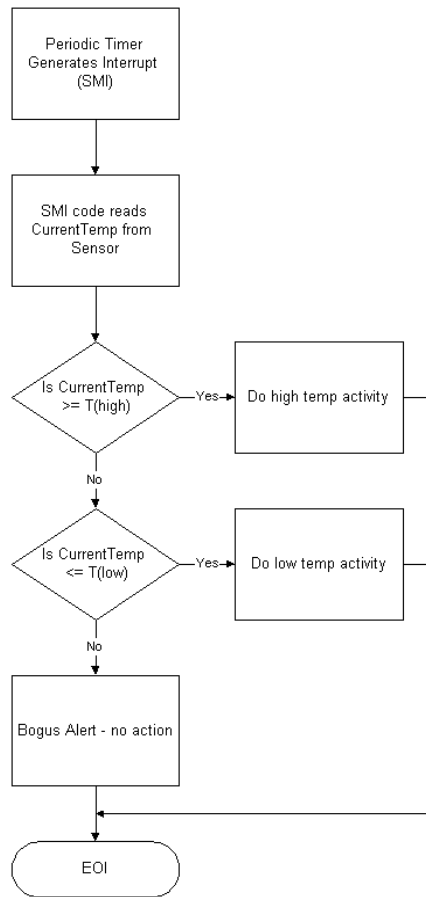 Periodic Timer
Generates Interrupt
(SMI)
SMI code reads
CurrentTemp from
Sensor
Is CurrentTemp
>= T(high)
Yes
Do high temp activity
No
Is CurrentTemp
<= T(low)
Yes
Do low temp activity
No
Bogus Alert - no action
EOI